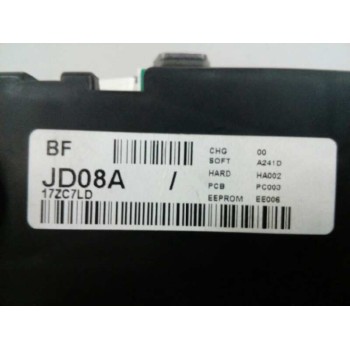 BF
JD08A /
17ZC7LD
CHG 00
SOFT A241D
HARD HA002
PCB PC003
EEPROM EE006